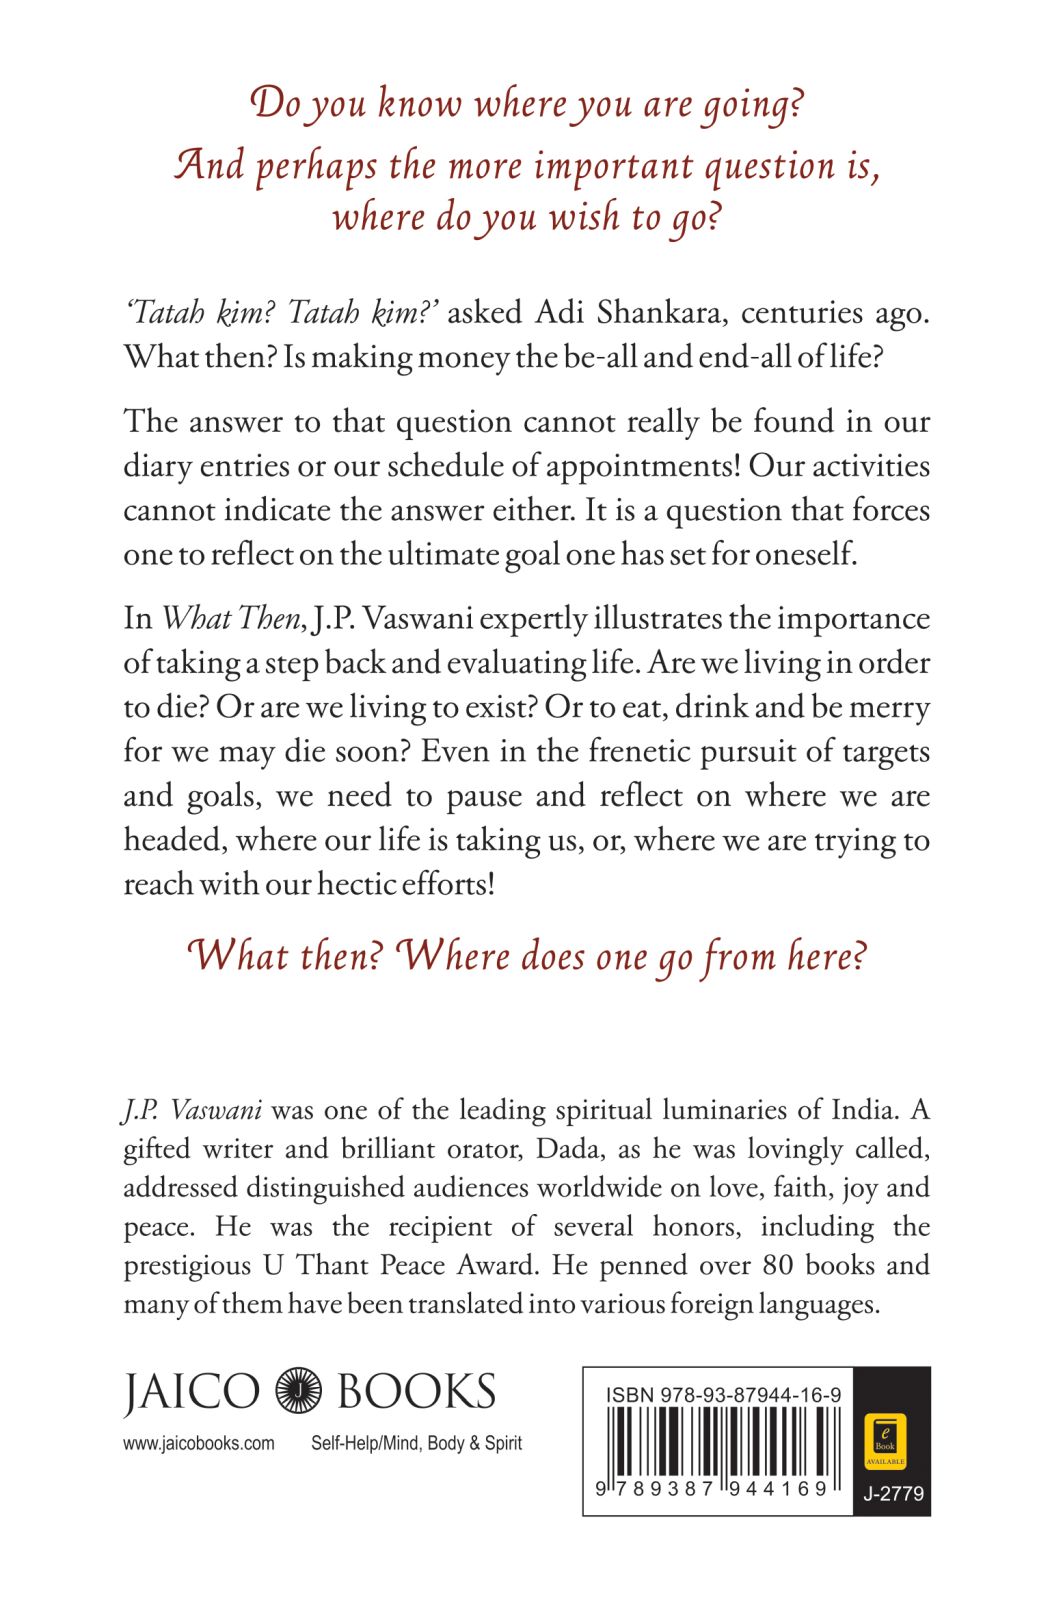 Do you know where you are going?
And perhaps the more important question is,
where do you wish to go?
‘Tatah kim? Tatah kim?’ asked Adi Shankara, centuries ago.
What then? Is making money the be-all and end-all of life?
The answer to that question cannot really be found in our
diary entries or our schedule of appointments! Our activities
cannot indicate the answer either. It is a question that forces
one to reflect on the ultimate goal one has set for oneself.
In What Then, J.P. Vaswani expertly illustrates the importance
of taking a step back and evaluating life. Are we living in order
to die? Or are we living to exist? Or to eat, drink and be merry
for we may die soon? Even in the frenetic pursuit of targets
and goals, we need to pause and reflect on where we are
headed, where our life is taking us, or, where we are trying to
reach with our hectic efforts!
What then? Where does one go from here?
J.P. Vaswani was one of the leading spiritual luminaries of India. A
gifted writer and brilliant orator, Dada, as he was lovingly called,
addressed distinguished audiences worldwide on love, faith, joy and
peace. He was the recipient of several honors, including the
prestigious U Thant Peace Award. He penned over 80 books and
many of them have been translated into various foreign languages.
JAICO J BOOKS
www.jaicobooks.com Self-Help/Mind, Body & Spirit
ISBN 978-93-87944-16-9
9 789387 944169
e
Book
AVAILABLE
J-2779